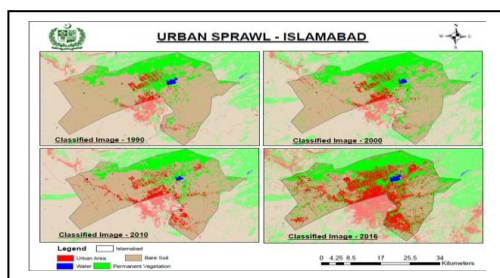 URBAN SPRAWL - ISLAMABAD
N
W
E
S
Classified Image - 1990
Classified Image - 2000
Classified Image - 2010
Classified Image - 2016
Legend
Islamabad
Urban Area
Bare Soil
Water
Permanent Vegetation
0 4.25 8.5 17 25.5 34
Kilometers